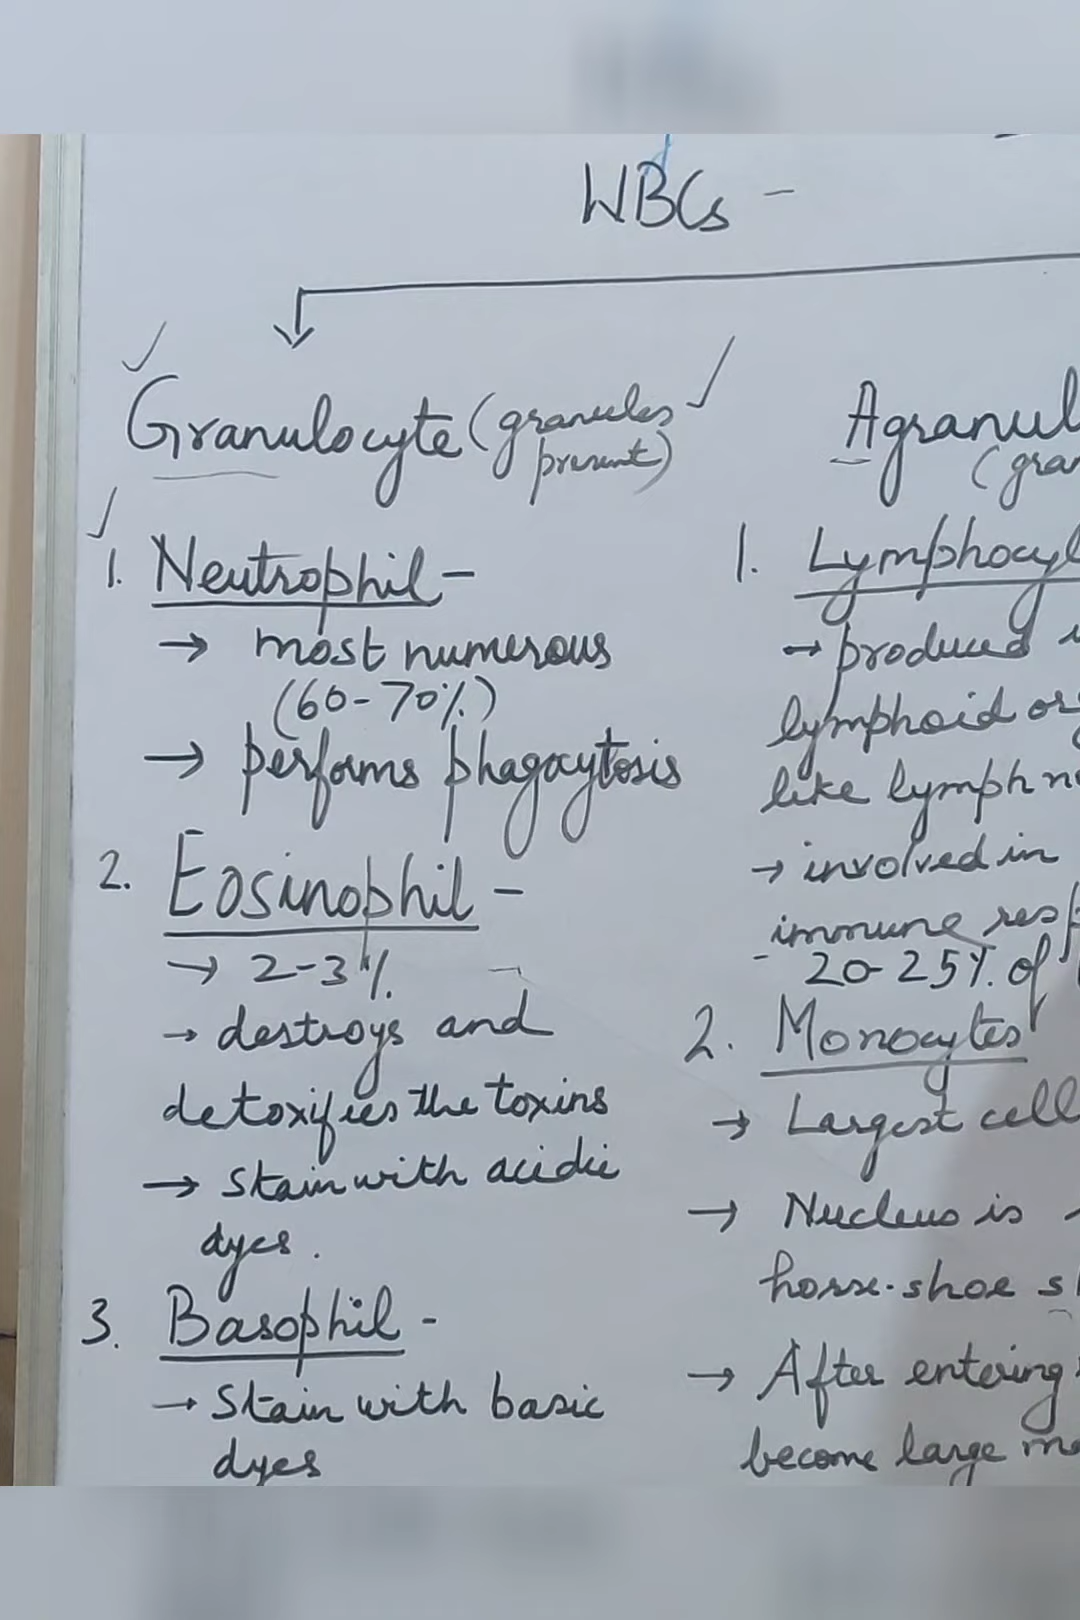 WBCs -
Granulocyte (granules
present)
1. Neutrophil -
→ most numerous
(60-70%)
→ performs phagocytosis
2. Eosinophil -
→ 2-3%
→ destroys and
detoxifies the toxins
→ Stain with acidic
dyes.
3. Basophil -
→ Stain with basic
dyes
Agranul
(gra
1. Lymphocyt
→ produced
lymphoid or
like lymph n
→ involved in
immune resp
- 20-25% of
2. Monocytes
→ Largest cell
→ Nucleus is
horse-shoe s
→ After entering
become large m